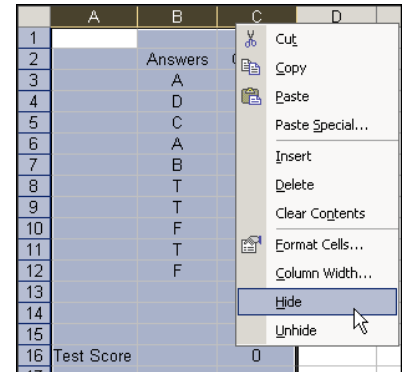 A B C D
1
2 Answers
3 A
4 D
5 C
6 A
7 B
8 T
9 T
10 F
11 T
12 F
13
14
15
16 Test Score 0
Cut
Copy
Paste
Paste Special...
Insert
Delete
Clear Contents
Format Cells...
Column Width...
Hide
Unhide